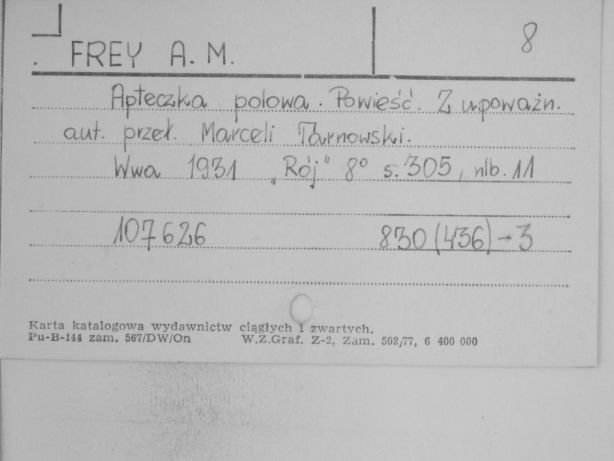 8
FREY A.M.
Apteczka polowa. Powieść. Z upoważn.
aut. przeł. Marceli Tarnowski.
Wwa 1931 „Rój" 8° s. 305, nlb. 11
107626 830(436)-3
Karta katalogowa wydawnictw ciągłych i zwartych.
Pu-B-144 zam. 567/DW/On W.Z.Graf. Z-2, Zam. 502/77, 6 400 000